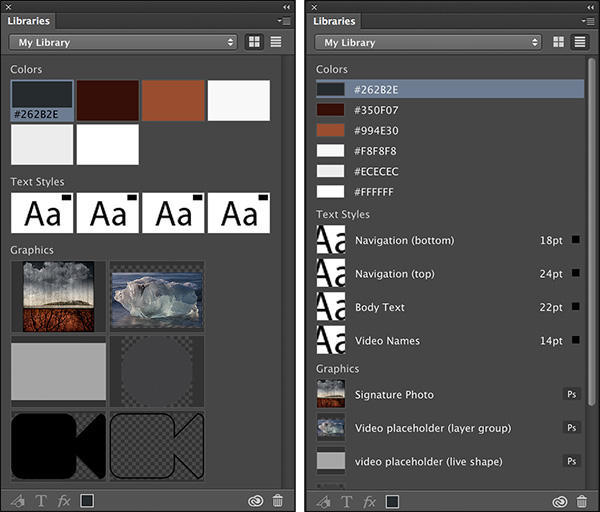 Libraries
My Library
Colors
#262B2E
Text Styles
Aa Aa Aa Aa
Graphics
T fx
Libraries
My Library
Colors
#262B2E
#350F07
#994E30
#F8F8F8
#ECECEC
#FFFFFF
Text Styles
Aa Navigation (bottom) 18pt
Aa Navigation (top) 24pt
Aa Body Text 22pt
Aa Video Names 14pt
Graphics
Signature Photo Ps
Video placeholder (layer group) Ps
video placeholder (live shape) Ps
T fx